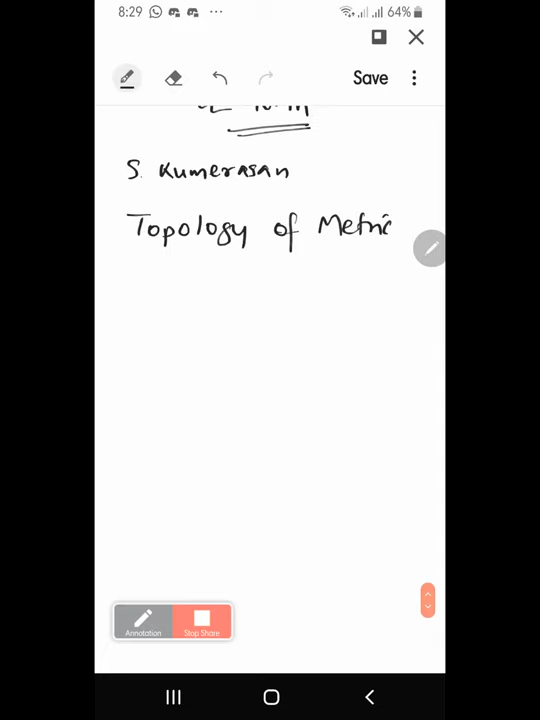 8:29
64%
Save
S. Kumerasan
Topology of Metric
Annotation
Stop Share